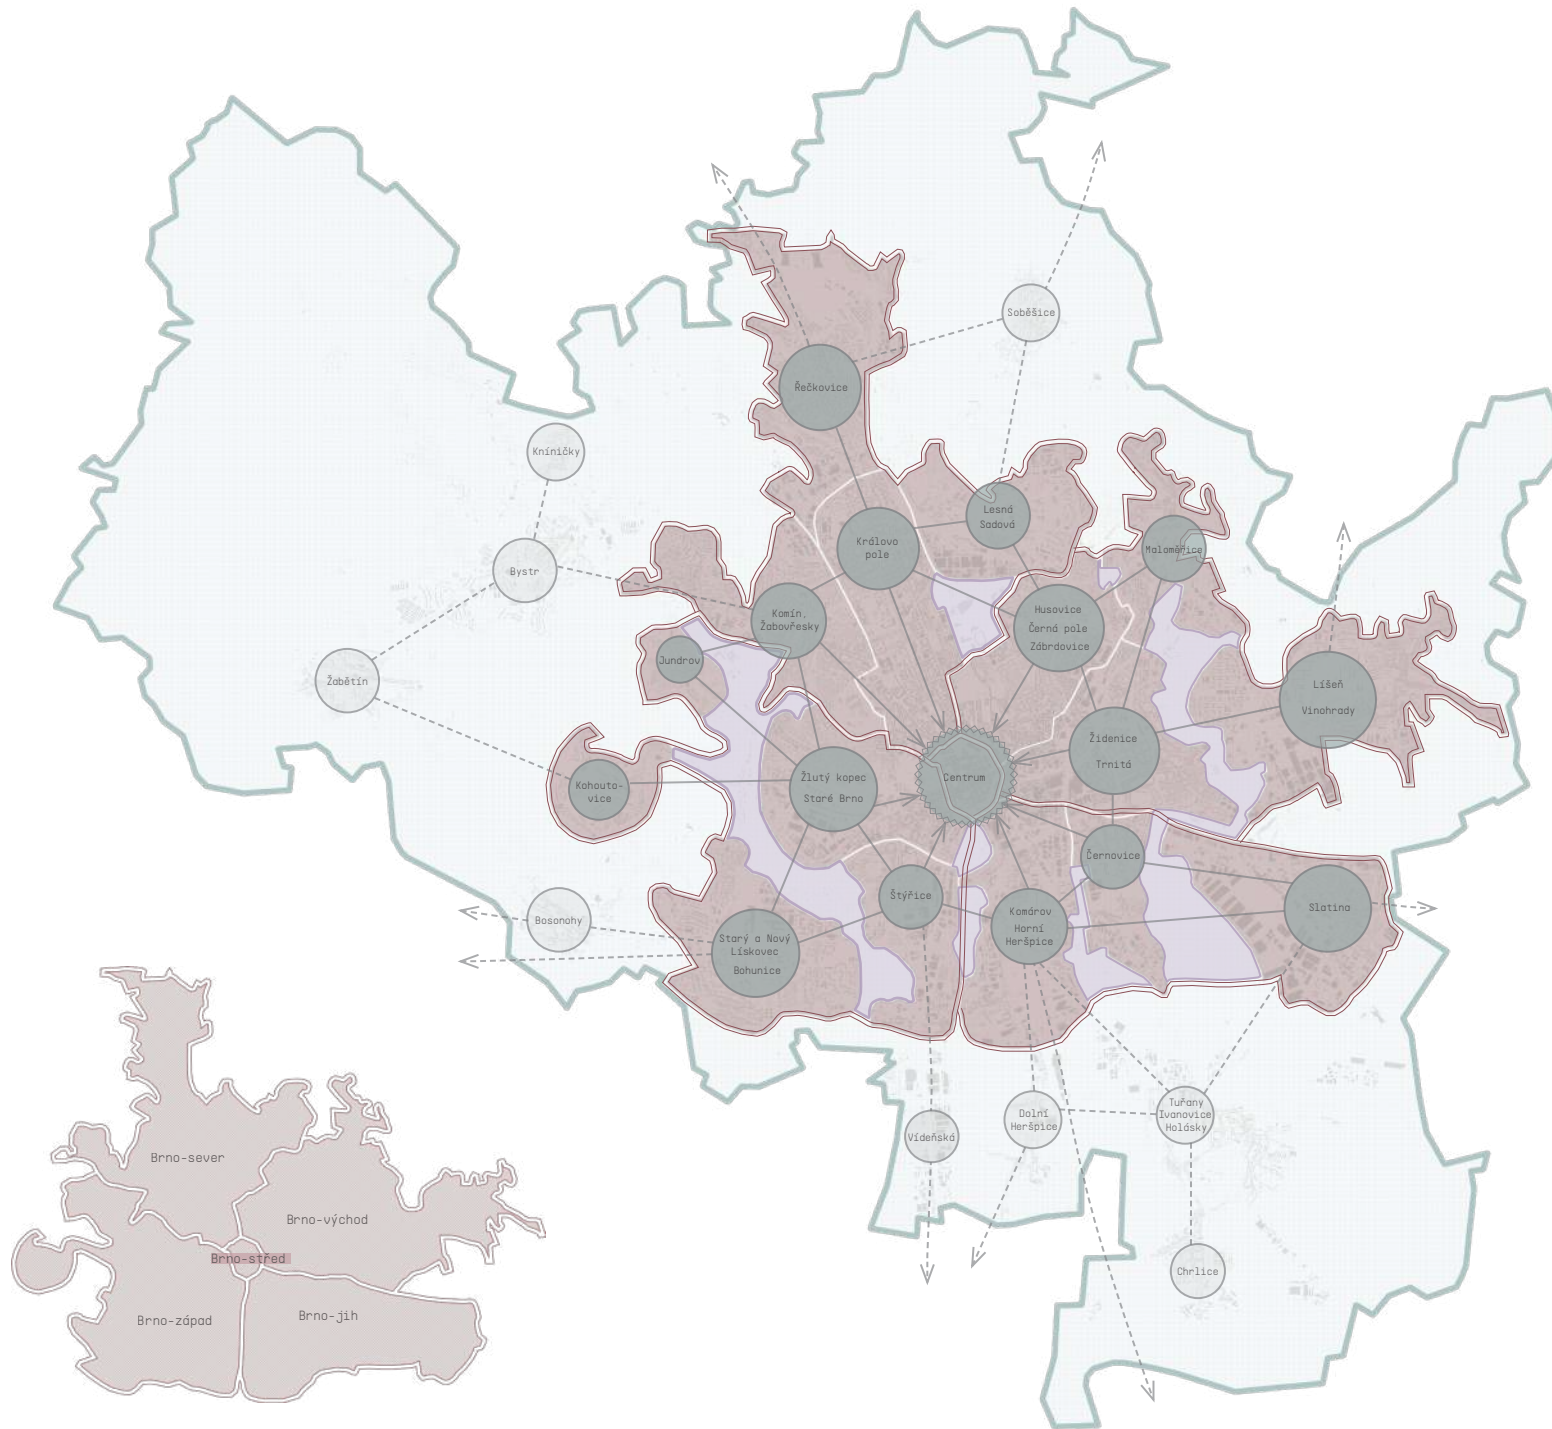 Soběšice
Řečkovice
Kníničky
Lesná
Sadová
Královo
pole
Maloměřice
Bystr
Husovice
Černá pole
Zábrdovice
Komín,
Žabovřesky
Jundrov
Žabětín
Líšeň
Vinohrady
Židenice
Trnitá
Centrum
Žlutý kopec
Staré Brno
Kohouto-
vice
Černovice
Štýřice
Slatina
Komárov
Horní
Heršpice
Bosonohy
Starý a Nový
Lískovec
Bohunice
Tuřany
Ivanovice
Holásky
Dolní
Heršpice
Vídeňská
Chrlice
Brno-sever
Brno-východ
Brno-střed
Brno-západ
Brno-jih